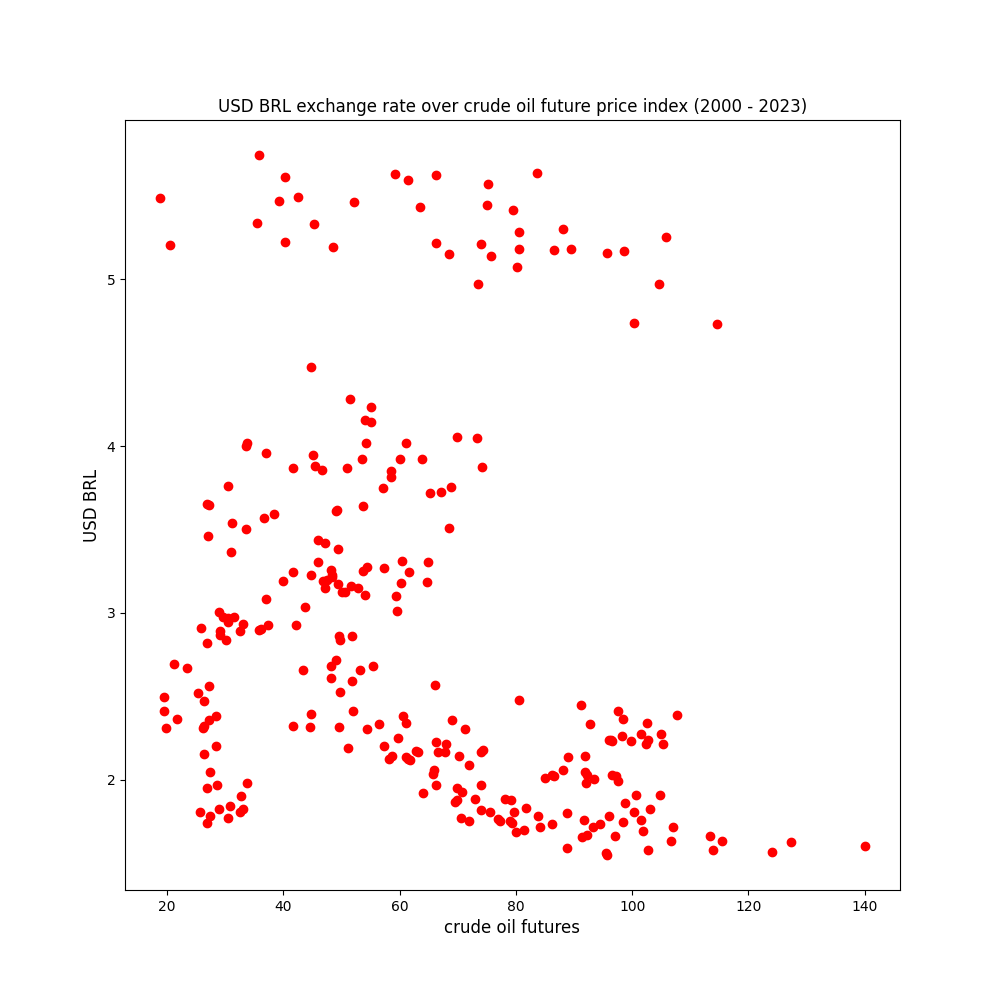 USD BRL exchange rate over crude oil future price index (2000 - 2023)
USD BRL
5
4
3
2
20 40 60 80 100 120 140
crude oil futures